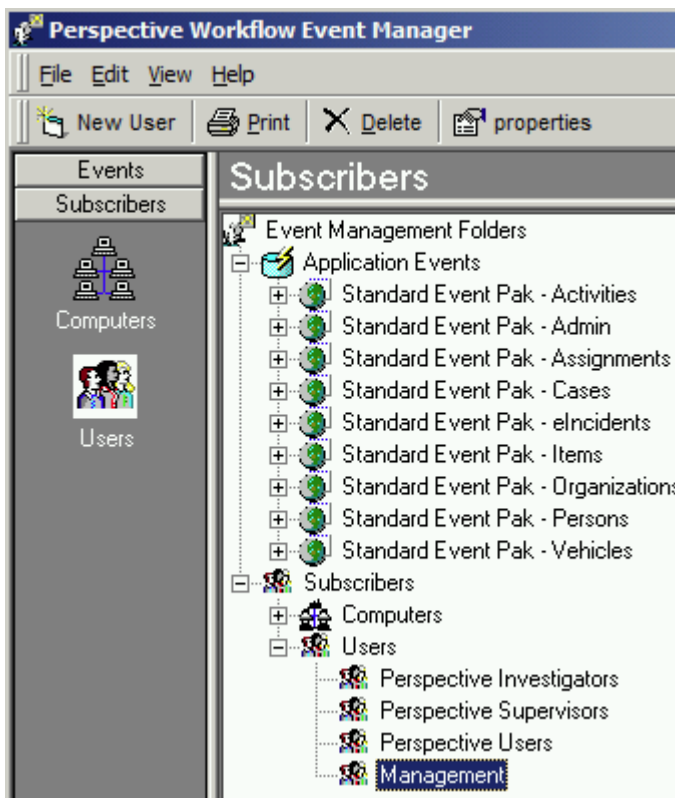 Perspective Workflow Event Manager
File Edit View Help
New User Print Delete properties
Events
Subscribers
Computers
Users
Subscribers
Event Management Folders
Application Events
Standard Event Pak - Activities
Standard Event Pak - Admin
Standard Event Pak - Assignments
Standard Event Pak - Cases
Standard Event Pak - eIncidents
Standard Event Pak - Items
Standard Event Pak - Organizations
Standard Event Pak - Persons
Standard Event Pak - Vehicles
Subscribers
Computers
Users
Perspective Investigators
Perspective Supervisors
Perspective Users
Management